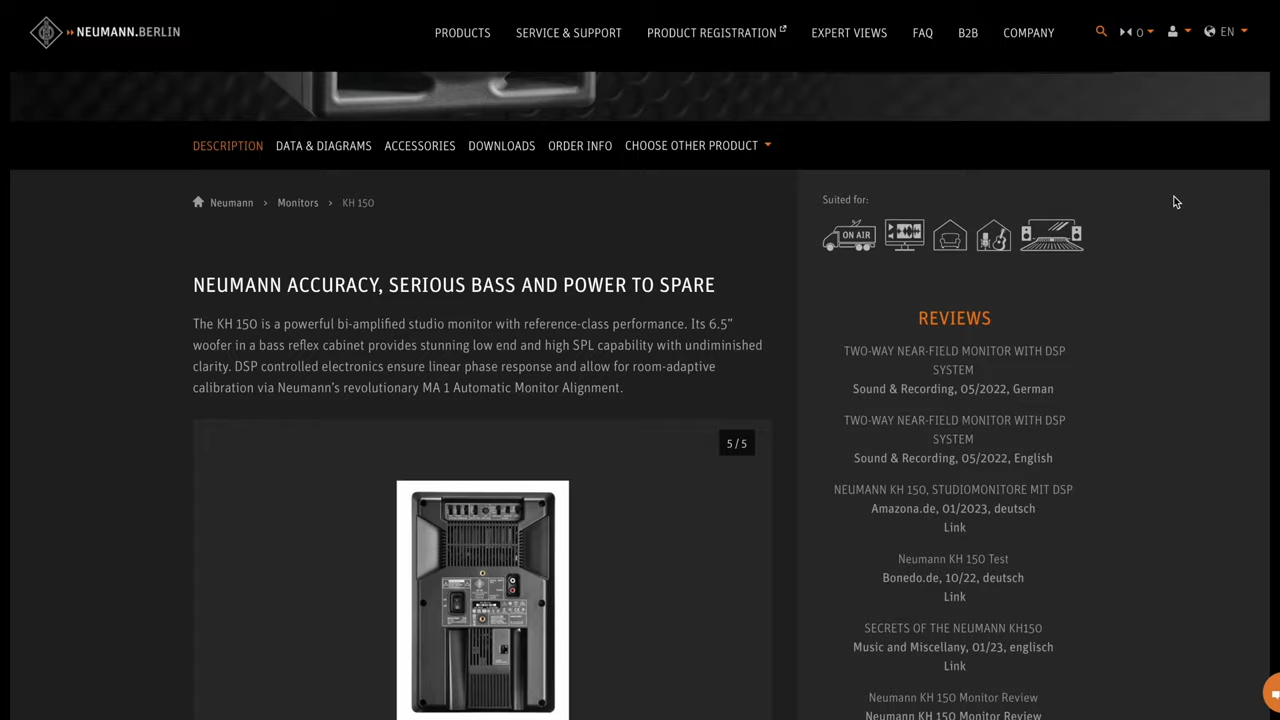 NEUMANN.BERLIN
PRODUCTS SERVICE & SUPPORT PRODUCT REGISTRATION EXPERT VIEWS FAQ B2B COMPANY 0 EN
DESCRIPTION DATA & DIAGRAMS ACCESSORIES DOWNLOADS ORDER INFO CHOOSE OTHER PRODUCT
Neumann › Monitors › KH 150
NEUMANN ACCURACY, SERIOUS BASS AND POWER TO SPARE
The KH 150 is a powerful bi-amplified studio monitor with reference-class performance. Its 6.5"
woofer in a bass reflex cabinet provides stunning low end and high SPL capability with undiminished
clarity. DSP controlled electronics ensure linear phase response and allow for room-adaptive
calibration via Neumann's revolutionary MA 1 Automatic Monitor Alignment.
5 / 5
Suited for:
ON AIR
REVIEWS
TWO-WAY NEAR-FIELD MONITOR WITH DSP
SYSTEM
Sound & Recording, 05/2022, German
TWO-WAY NEAR-FIELD MONITOR WITH DSP
SYSTEM
Sound & Recording, 05/2022, English
NEUMANN KH 150, STUDIOMONITORE MIT DSP
Amazona.de, 01/2023, deutsch
Link
Neumann KH 150 Test
Bonedo.de, 10/22, deutsch
Link
SECRETS OF THE NEUMANN KH150
Music and Miscellany, 01/23, englisch
Link
Neumann KH 150 Monitor Review
Neumann KH 150 Monitor Review